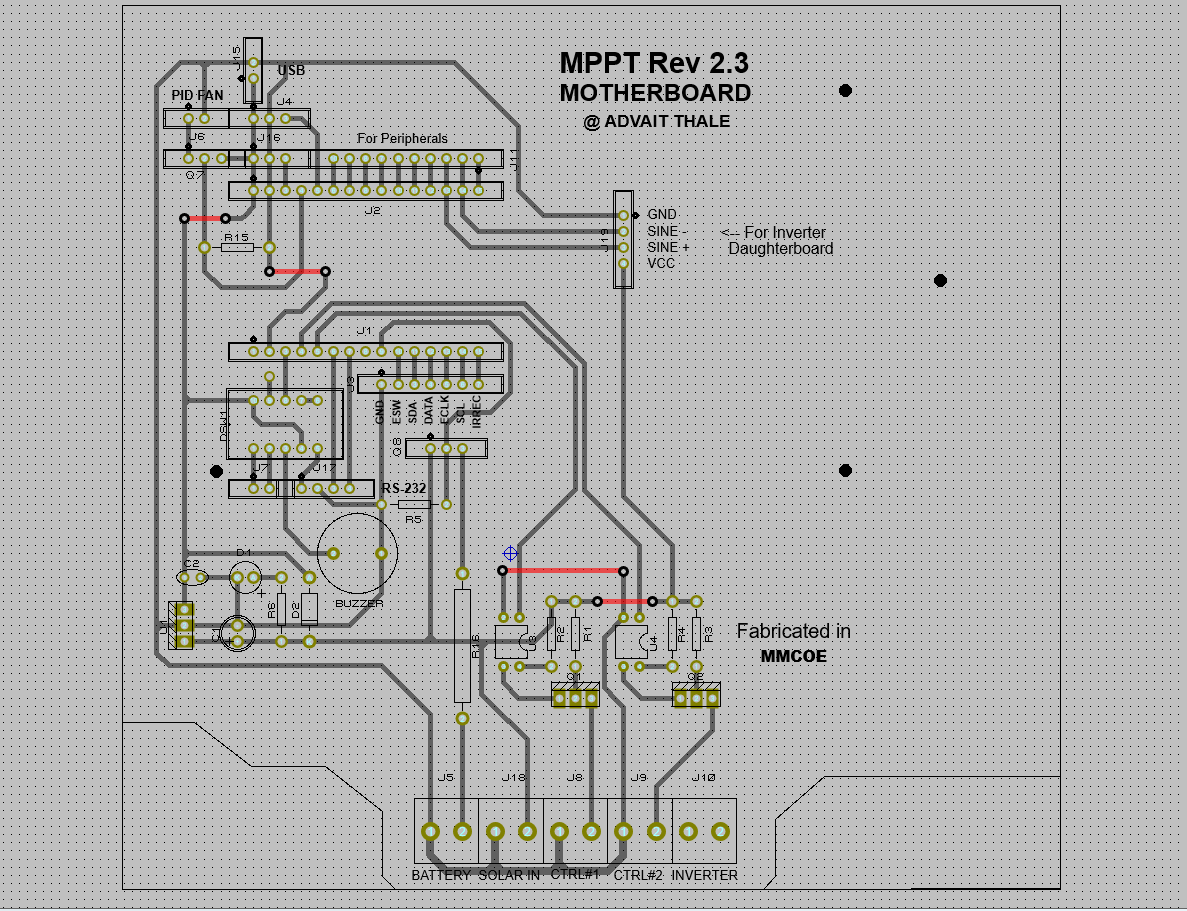 J15
USB
MPPT Rev 2.3
MOTHERBOARD
@ ADVAIT THALE
PID FAN
J4
J6
J16
For Peripherals
J11
Q7
J2
R15
J19
GND
SINE -
SINE +
VCC
<-- For Inverter
Daughterboard
J1
J3
GND
ESW
SDA
DATA
ECLK
SCL
IRREC
DSW1
Q8
J7
J17
RS-232
R5
D1
C2
BUZZER
R6
D2
U1
C1
R16
U3
R2
R1
U4
R4
R3
Fabricated in
MMCOE
Q1
Q2
J5
J18
J8
J9
J10
BATTERY
SOLAR IN
CTRL#1
CTRL#2
INVERTER